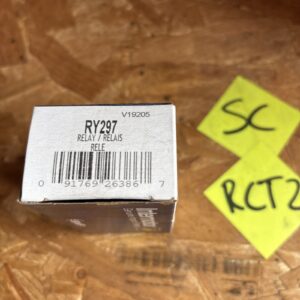 V19205
RY297
RELAY / RELAIS
RELE
0 91769 26386 7
SC
RCT2